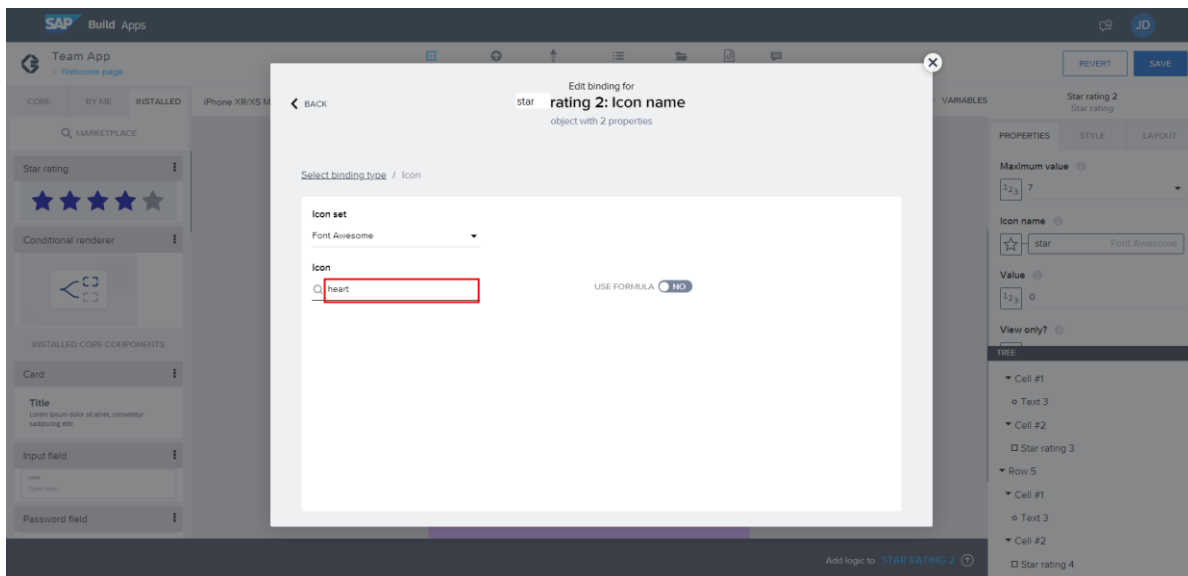 SAP Build Apps
JD
Team App
Welcome page
REVERT
SAVE
CORE
BY ME
INSTALLED
iPhone XR/XS M
VARIABLES
MARKETPLACE
Star rating
Conditional renderer
INSTALLED CORE COMPONENTS
Card
Title
Lorem ipsum dolor sit amet, consetetur
sadipscing elitr.
Input field
Label
Type here...
Password field
BACK
Edit binding for
star rating 2: Icon name
object with 2 properties
Select binding type / Icon
Icon set
Font Awesome
Icon
heart
USE FORMULA
NO
Star rating 2
Star rating
PROPERTIES
STYLE
LAYOUT
Maximum value
123 7
Icon name
star
Font Awesome
Value
123 0
View only?
TREE
Cell #1
Text 3
Cell #2
Star rating 3
Row 5
Cell #1
Text 3
Cell #2
Star rating 4
Add logic to STAR RATING 2